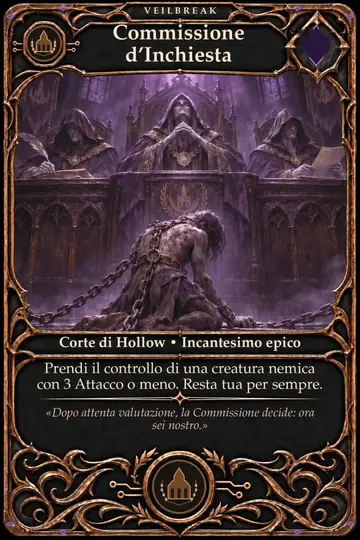 VEILBREAK
Commissione
d'Inchiesta
Corte di Hollow • Incantesimo epico
Prendi il controllo di una creatura nemica
con 3 Attacco o meno. Resta tua per sempre.
«Dopo attenta valutazione, la Commissione decide: ora
sei nostro.»